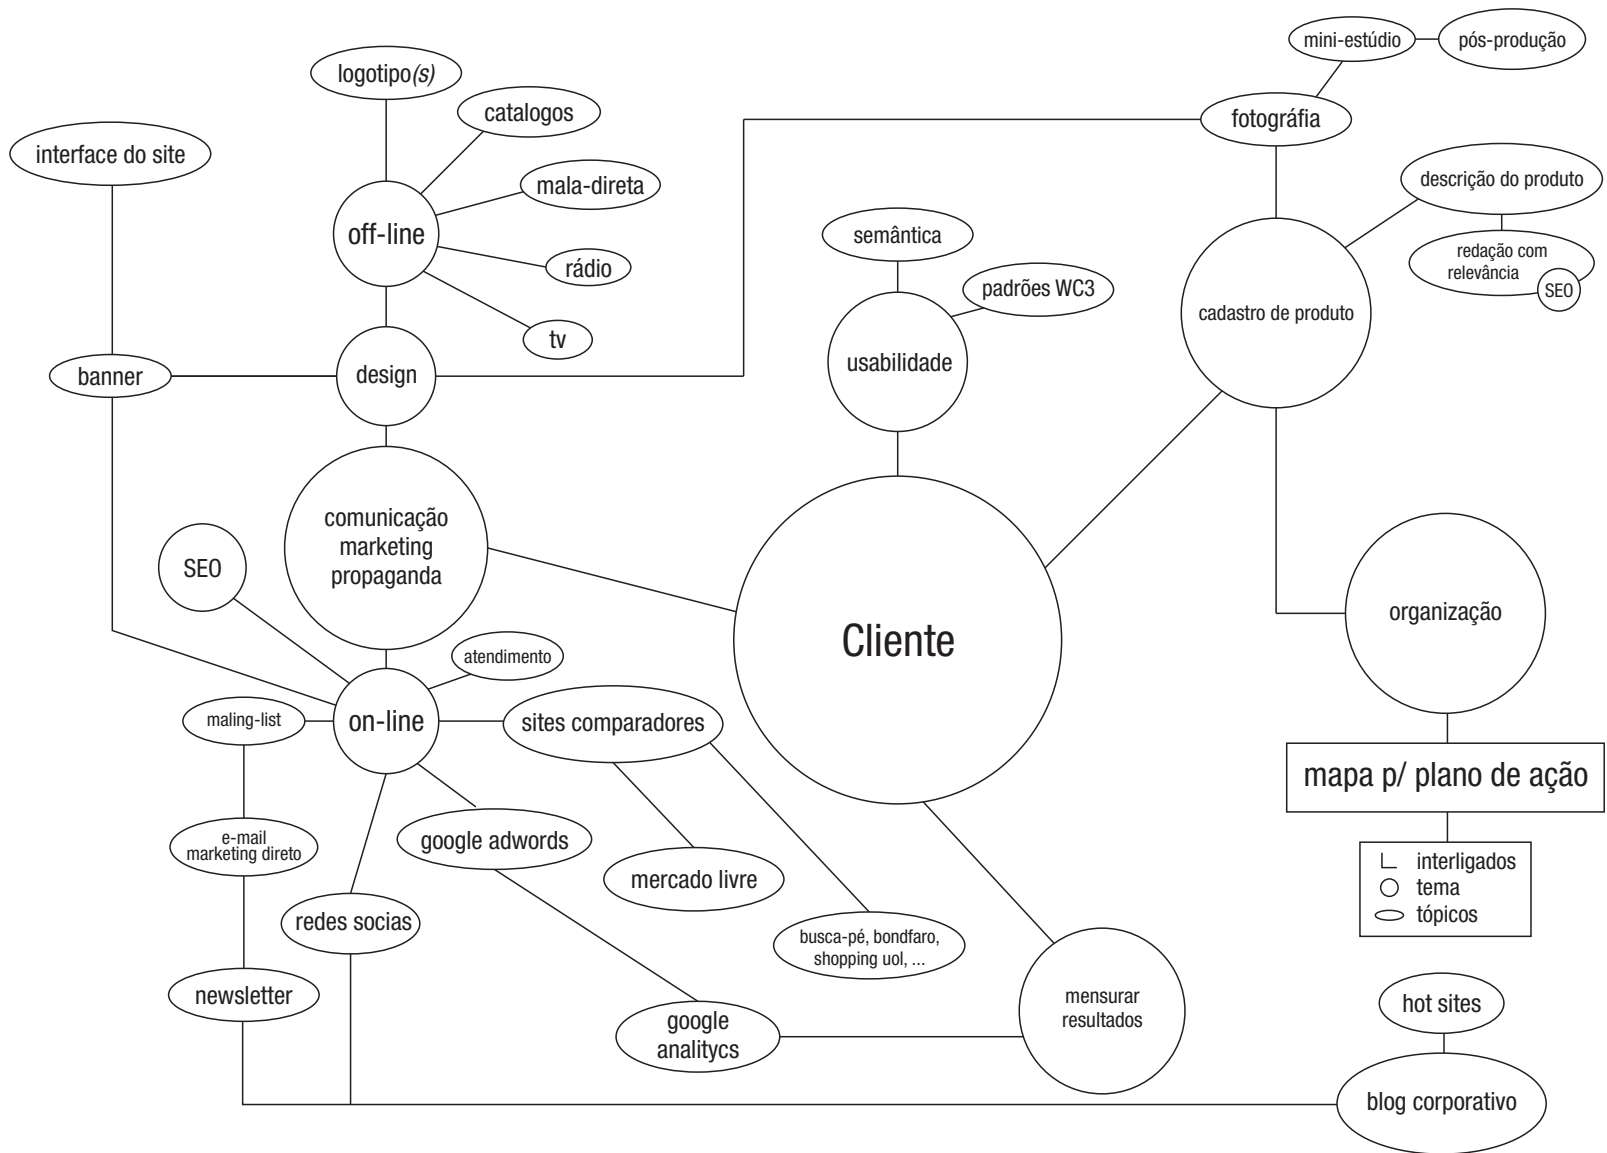 mini-estúdio
pós-produção
logotipo(s)
catalogos
fotográfia
interface do site
mala-direta
descrição do produto
off-line
semântica
redação com
relevância
SEO
rádio
padrões WC3
cadastro de produto
tv
banner
design
usabilidade
comunicação
marketing
propaganda
SEO
Cliente
organização
atendimento
maling-list
on-line
sites comparadores
mapa p/ plano de ação
e-mail
marketing direto
google adwords
mercado livre
interligados
tema
tópicos
redes socias
busca-pé, bondfaro,
shopping uol, ...
newsletter
mensurar
resultados
hot sites
google
analitycs
blog corporativo